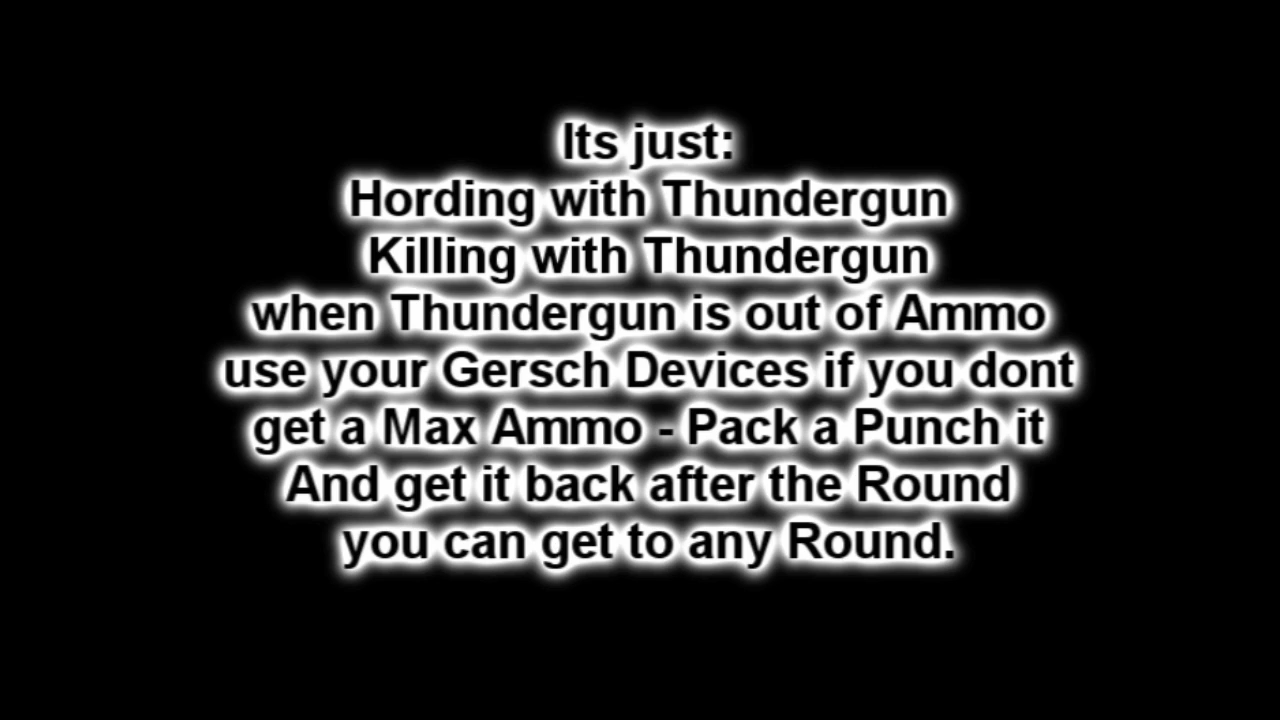 Its just:
Hording with Thundergun
Killing with Thundergun
when Thundergun is out of Ammo
use your Gersch Devices if you dont
get a Max Ammo - Pack a Punch it
And get it back after the Round
you can get to any Round.